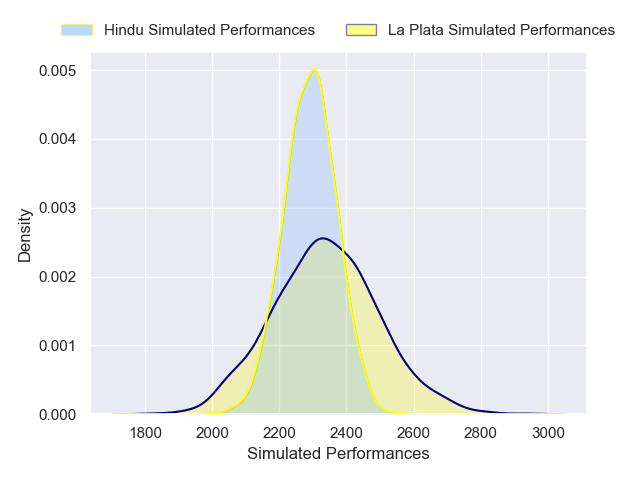 Hindu Simulated Performances La Plata Simulated Performances
0.005
0.004
0.003
0.002
0.001
0.000
Density
1800 2000 2200 2400 2600 2800 3000
Simulated Performances